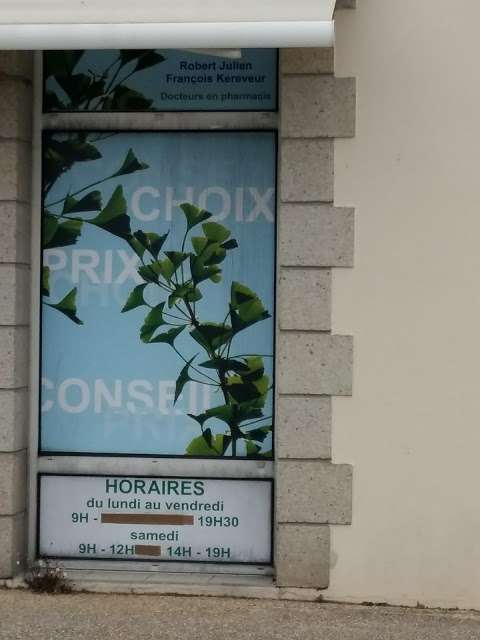 Robert Julien
François Kereveur
Docteurs en pharmacie
CHOIX
PRIX
CONSEIL
HORAIRES
du lundi au vendredi
9H - 19H30
samedi
9H - 12H 14H - 19H